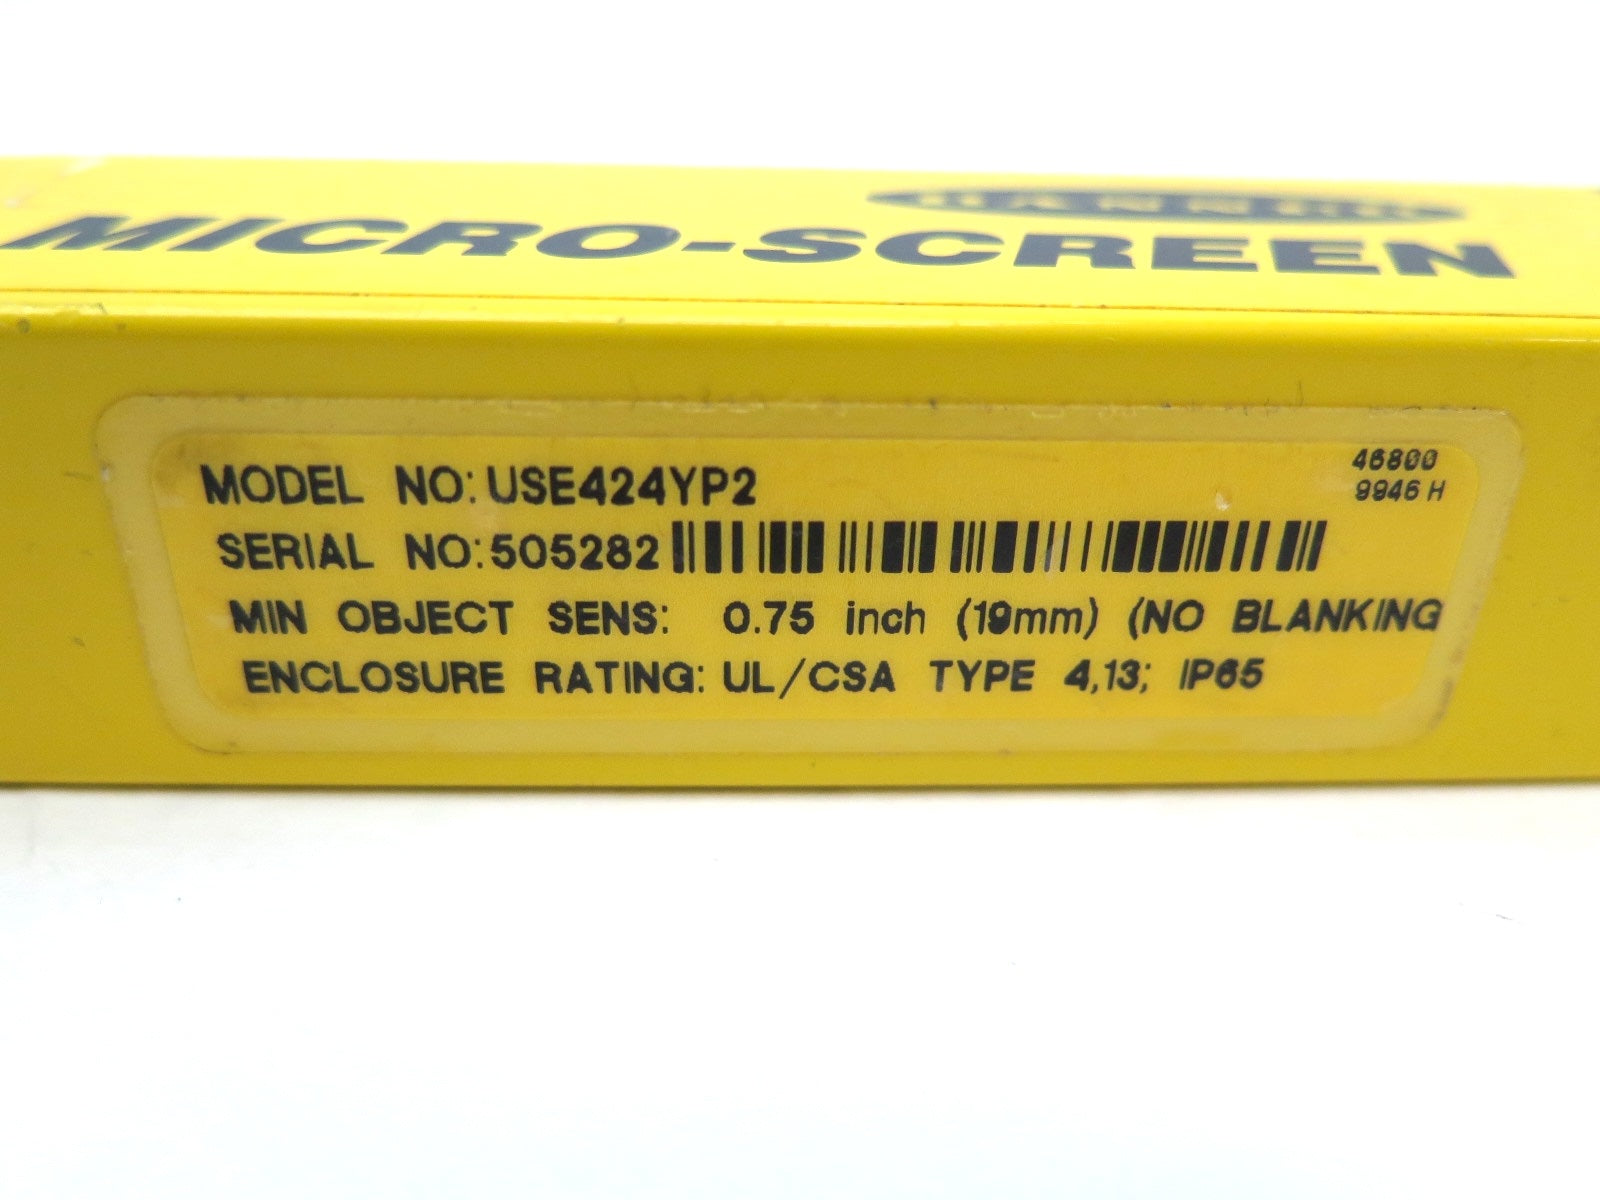 BANNER
MICRO-SCREEN
46800
9946 H
MODEL NO: USE424YP2
SERIAL NO: 505282
MIN OBJECT SENS: 0.75 inch (19mm) (NO BLANKING
ENCLOSURE RATING: UL/CSA TYPE 4,13; IP65